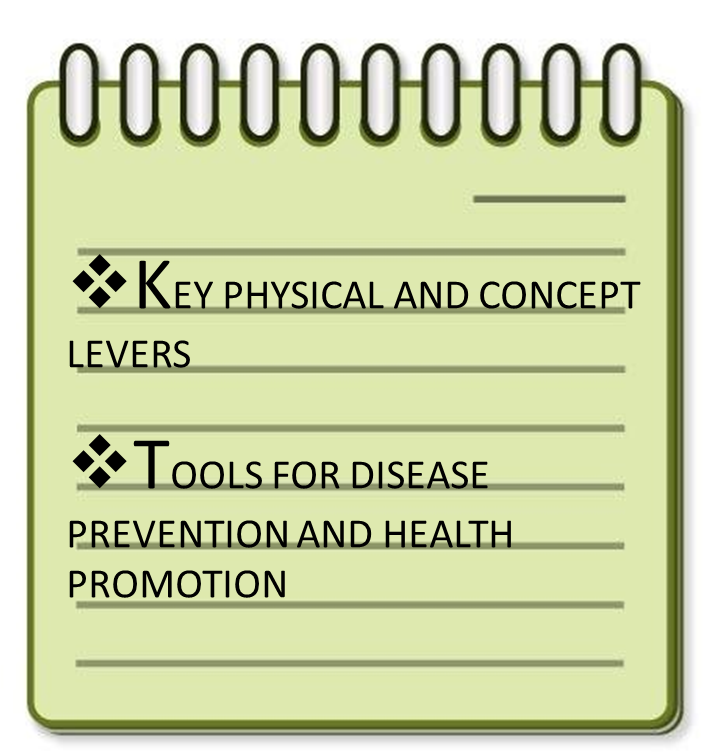 ❖KEY PHYSICAL AND CONCEPT
LEVERS
❖TOOLS FOR DISEASE
PREVENTION AND HEALTH
PROMOTION